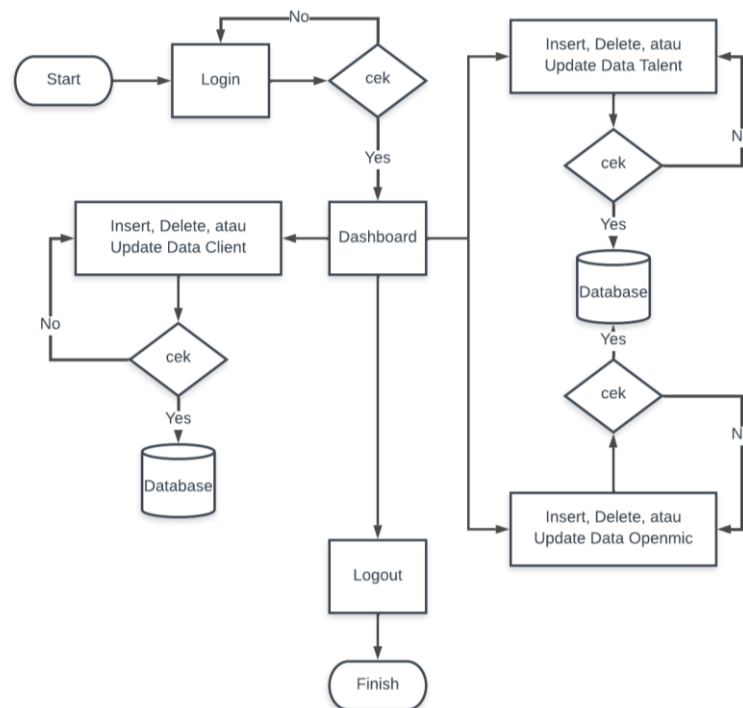 No
Start
Login
cek
Yes
Dashboard
Insert, Delete, atau
Update Data Client
No
cek
Yes
Database
Insert, Delete, atau
Update Data Talent
cek
N
Yes
Database
Yes
cek
N
Insert, Delete, atau
Update Data Openmic
Logout
Finish